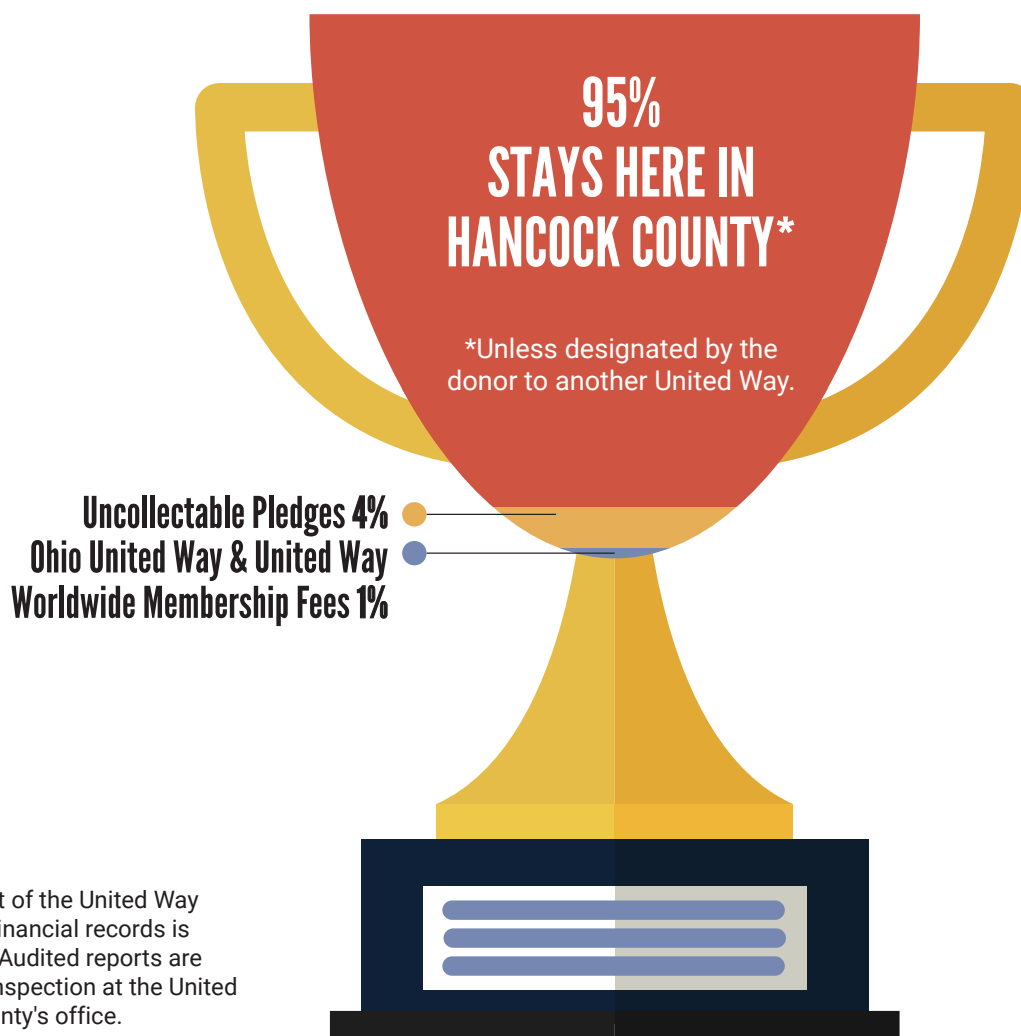 95%
STAYS HERE IN
HANCOCK COUNTY*
*Unless designated by the
donor to another United Way.
Uncollectable Pledges 4%
Ohio United Way & United Way
Worldwide Membership Fees 1%
of the United Way
financial records is
Audited reports are
nspection at the United
nty's office.